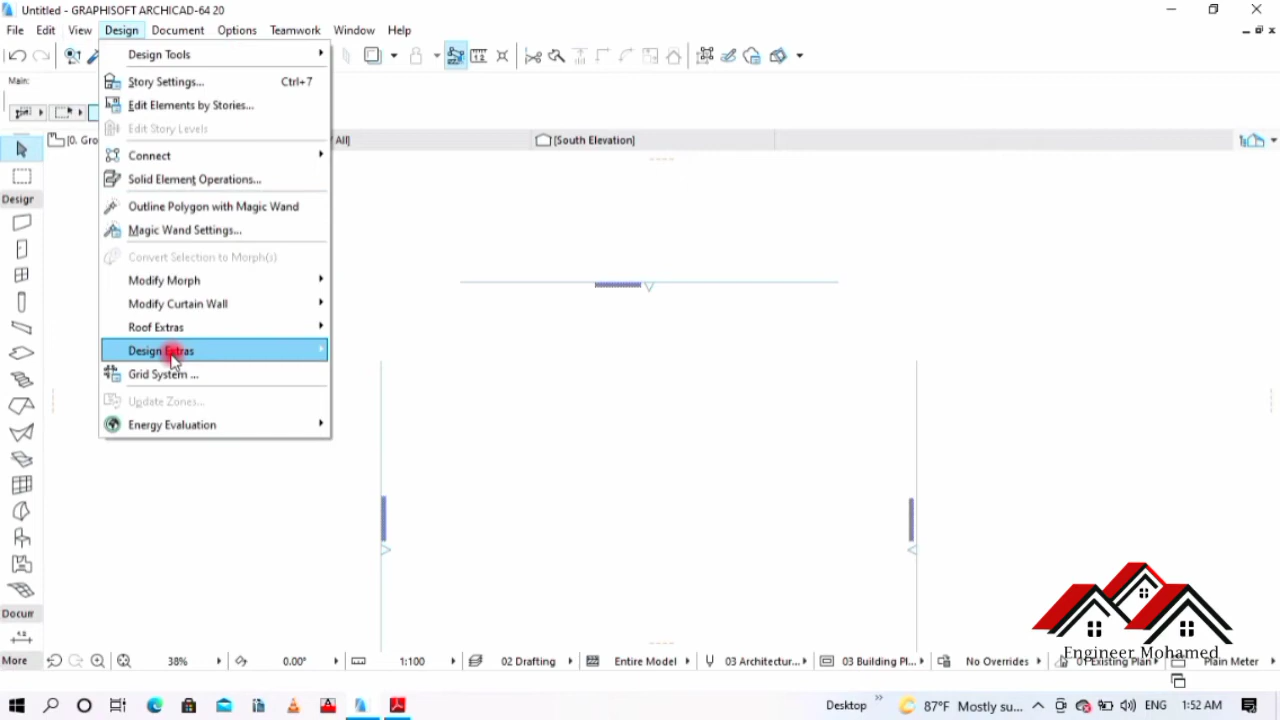 Untitled - GRAPHISOFT ARCHICAD-64 20
File Edit View Design Document Options Teamwork Window Help
Design Tools
Main:
Story Settings... Ctrl+7
Edit Elements by Stories...
Edit Story Levels
[0. Gro All] [South Elevation]
Connect
Solid Element Operations...
Design
Outline Polygon with Magic Wand
Magic Wand Settings...
Convert Selection to Morph(s)
Modify Morph
Modify Curtain Wall
Roof Extras
Design Extras
Grid System ...
Update Zones...
Energy Evaluation
Docum
More 38% 0.00° 1:100 02 Drafting Entire Model 03 Architectur... 03 Building Pl... No Overrides 01 Existing Plan Plain Meter
Engineer Mohamed
Desktop 87°F Mostly su... ENG 1:52 AM